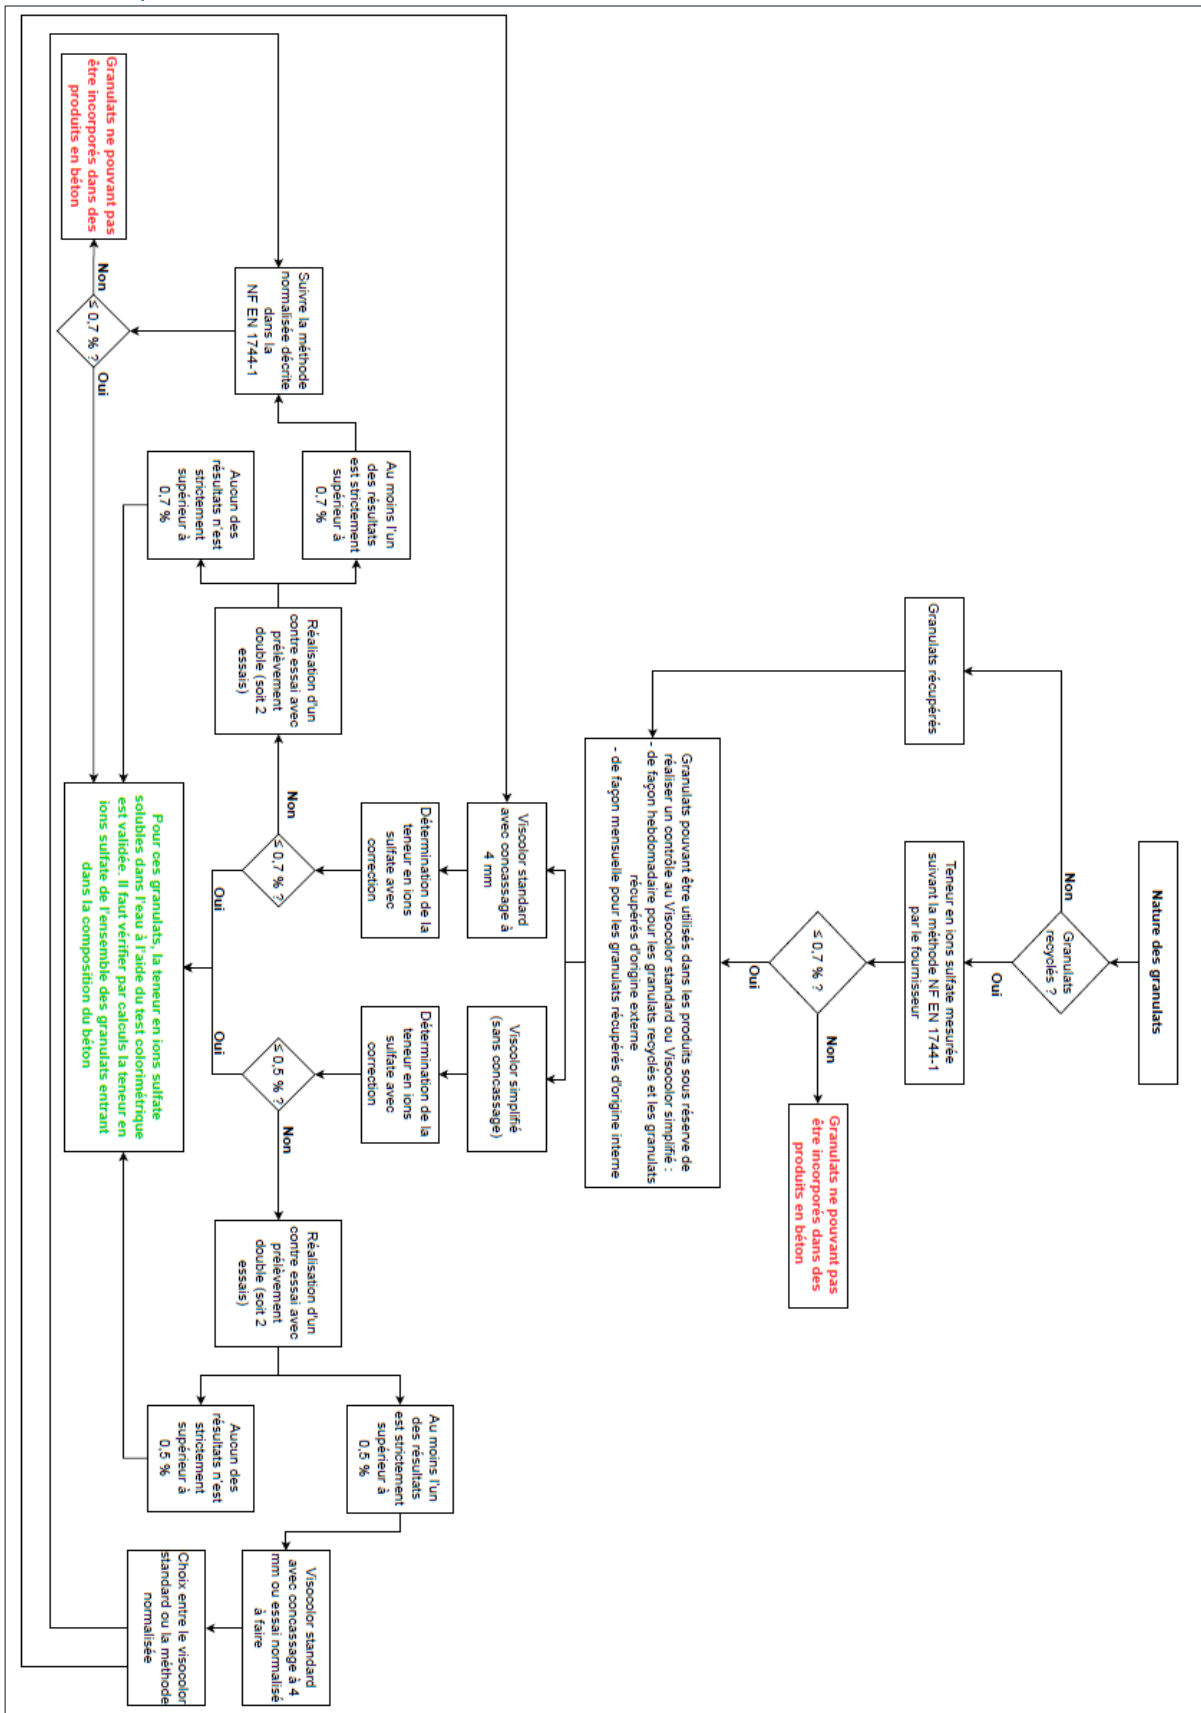 Nature des granulats
Granulats
recyclés ?
Non
Oui
Granulats récupérés
Teneur en ions sulfate mesurée
suivant la méthode NF EN 1744-1
par le fournisseur
≤ 0,7 % ?
Non
Oui
Granulats ne pouvant pas
être incorporés dans des
produits en béton
Granulats pouvant être utilisés dans les produits sous réserve de
réaliser un contrôle au Visocolor standard ou Visocolor simplifié :
- de façon hebdomadaire pour les granulats recyclés et les granulats
récupérés d'origine externe
- de façon mensuelle pour les granulats récupérés d'origine interne
Viscolor standard
avec concassage à
4 mm
Viscolor simplifié
(sans concassage)
Détermination de la
teneur en ions
sulfate avec
correction
Détermination de la
teneur en ions
sulfate avec
correction
≤ 0,7 % ?
Non
Oui
≤ 0,5 % ?
Oui
Non
Réalisation d'un
contre essai avec
prélèvement
double (soit 2
essais)
Réalisation d'un
contre essai avec
prélèvement
double (soit 2
essais)
Au moins l'un
des résultats
est strictement
supérieur à
0,7 %
Aucun des
résultats n'est
strictement
supérieur à
0,7 %
Au moins l'un
des résultats
est strictement
supérieur à
0,5 %
Aucun des
résultats n'est
strictement
supérieur à
0,5 %
Suivre la méthode
normalisée décrite
dans la
NF EN 1744-1
Visocolor standard
avec concassage à 4
mm ou essai normalisé
à faire
Choix entre le visocolor
standard ou la méthode
normalisée
≤ 0,7 % ?
Non
Oui
Granulats ne pouvant pas
être incorporés dans des
produits en béton
Pour ces granulats, la teneur en ions sulfate
solubles dans l'eau à l'aide du test colorimétrique
est validée. Il faut vérifier par calculs la teneur en
ions sulfate de l'ensemble des granulats entrant
dans la composition du béton